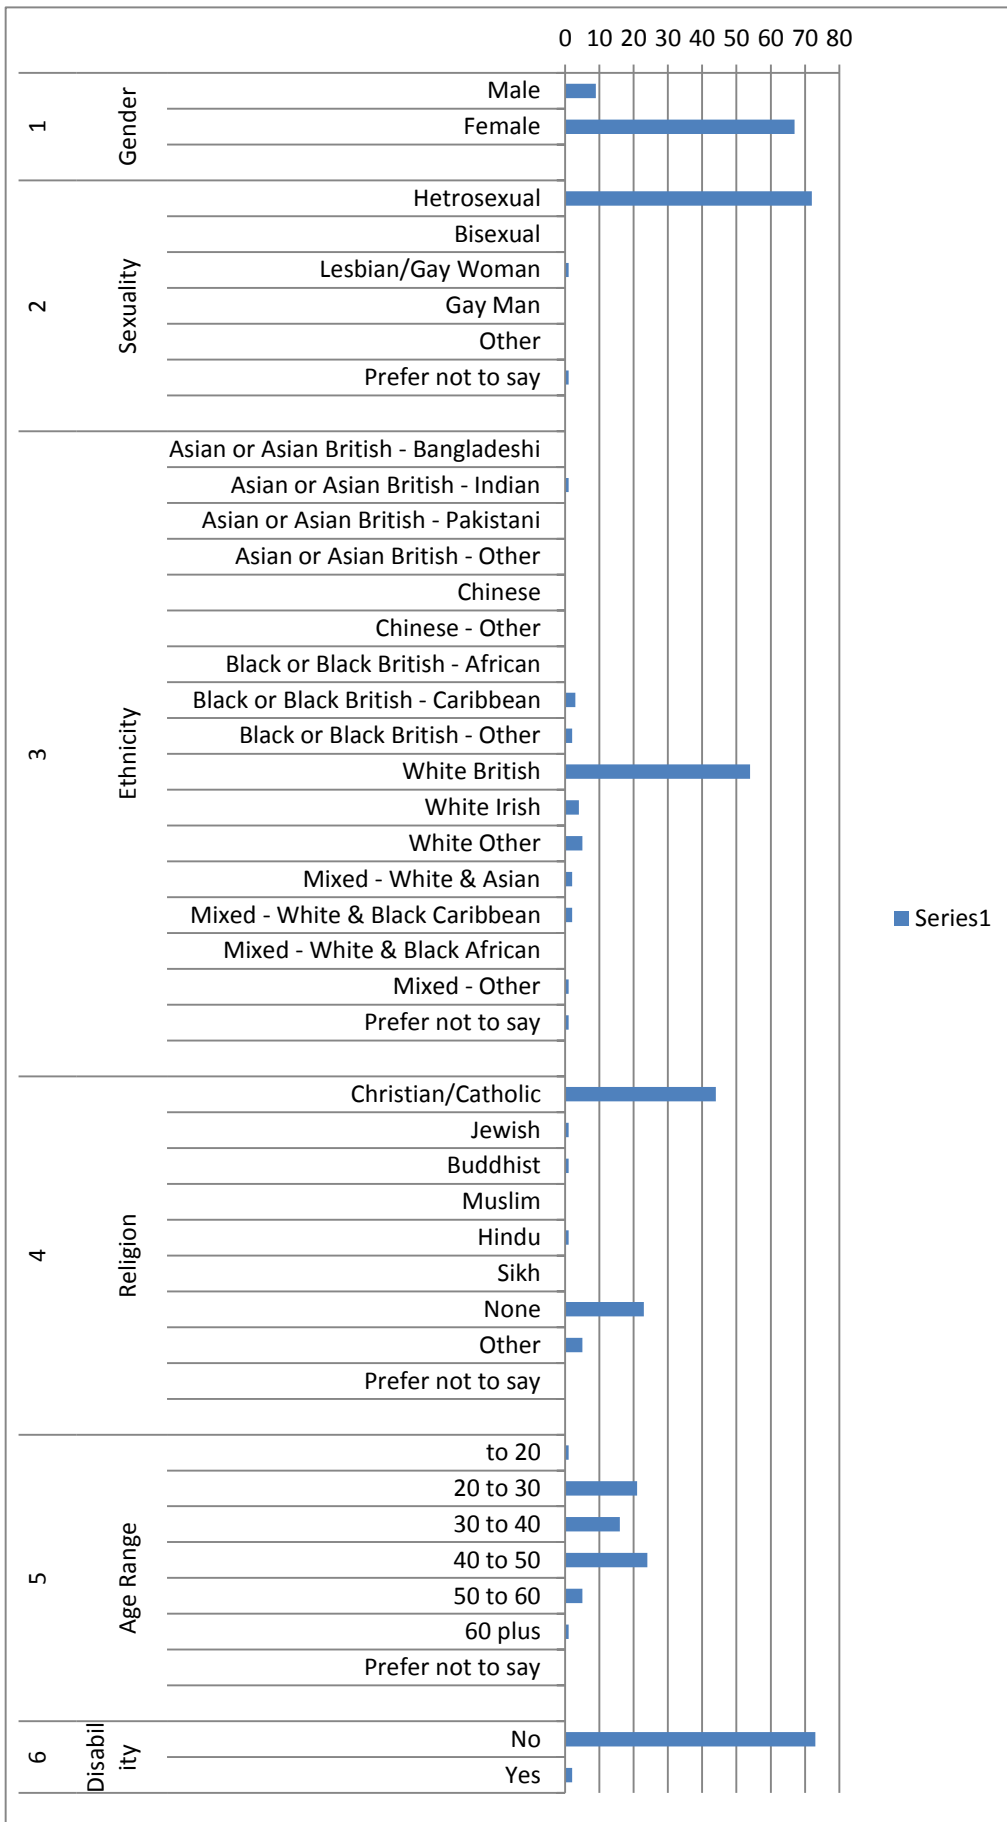 0 10 20 30 40 50 60 70 80
1
Gender
Male
Female
2
Sexuality
Hetrosexual
Bisexual
Lesbian/Gay Woman
Gay Man
Other
Prefer not to say
3
Ethnicity
Asian or Asian British - Bangladeshi
Asian or Asian British - Indian
Asian or Asian British - Pakistani
Asian or Asian British - Other
Chinese
Chinese - Other
Black or Black British - African
Black or Black British - Caribbean
Black or Black British - Other
White British
White Irish
White Other
Mixed - White & Asian
Mixed - White & Black Caribbean
Mixed - White & Black African
Mixed - Other
Prefer not to say
Series1
4
Religion
Christian/Catholic
Jewish
Buddhist
Muslim
Hindu
Sikh
None
Other
Prefer not to say
5
Age Range
to 20
20 to 30
30 to 40
40 to 50
50 to 60
60 plus
Prefer not to say
6
Disabil
ity
No
Yes